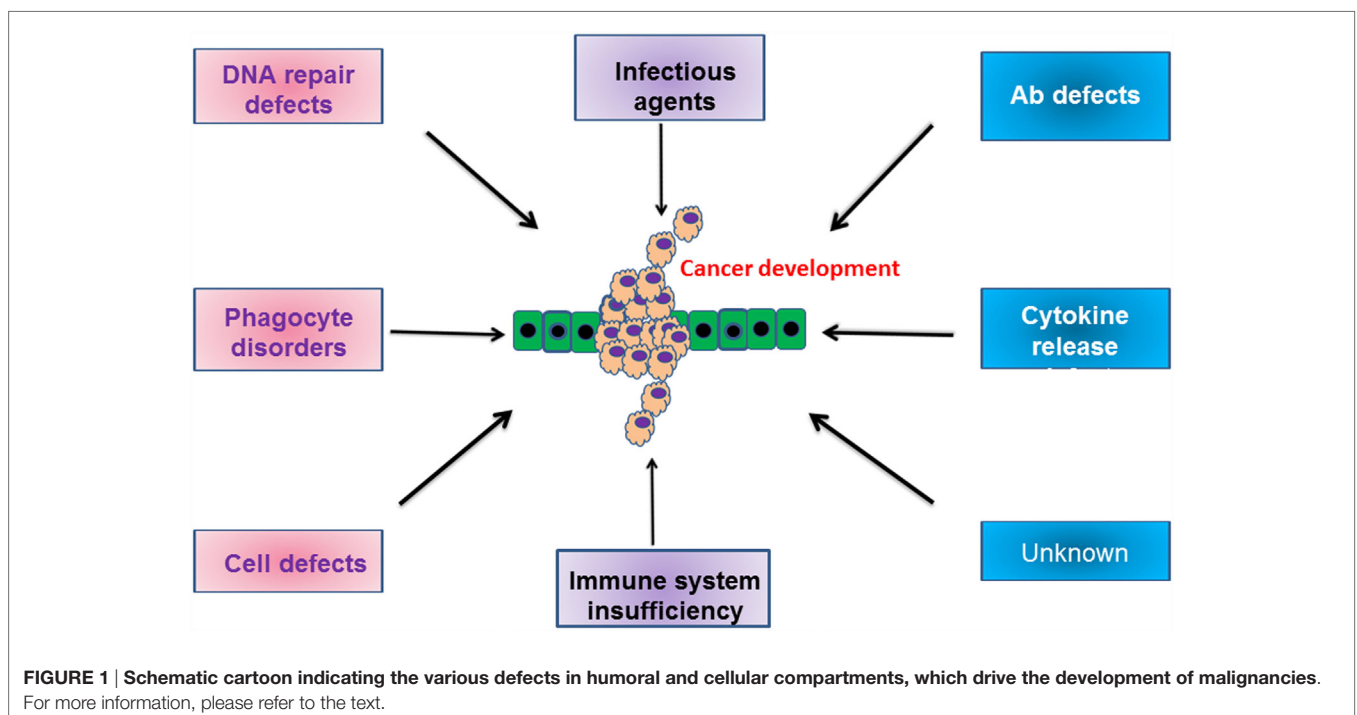 DNA repair
defects
Infectious
agents
Ab defects
Cancer development
Phagocyte
disorders
Cytokine
release
Cell defects
Immune system
insufficiency
Unknown
FIGURE 1 | Schematic cartoon indicating the various defects in humoral and cellular compartments, which drive the development of malignancies.
For more information, please refer to the text.